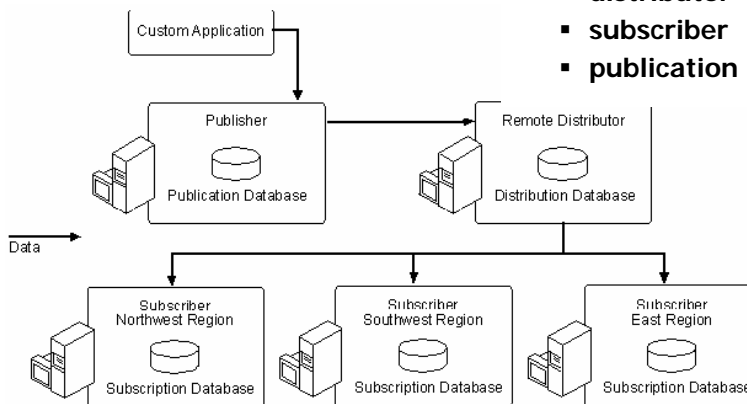 ▪ subscriber
▪ publication
Custom Application
Publisher
Publication Database
Remote Distributor
Distribution Database
Data
Subscriber
Northwest Region
Subscription Database
Subscriber
Southwest Region
Subscription Database
Subscriber
East Region
Subscription Database